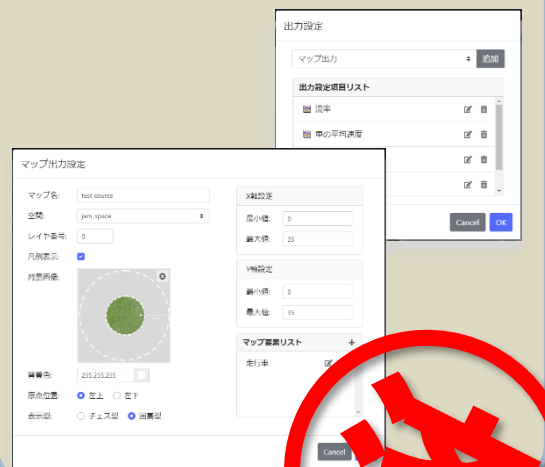 出力設定
マップ出力
追加
出力設定項目リスト
流率
車の平均速度
Cancel OK
マップ出力設定
マップ名: test course
空間: jam_space
レイヤ番号: 0
凡例表示:
背景画像:
背景色: 255,255,255
原点位置: 左上 左下
表示型: チェス型 囲碁型
X軸設定
最小値: 0
最大値: 35
Y軸設定
最小値: 0
最大値: 35
マップ要素リスト +
走行車
Cancel